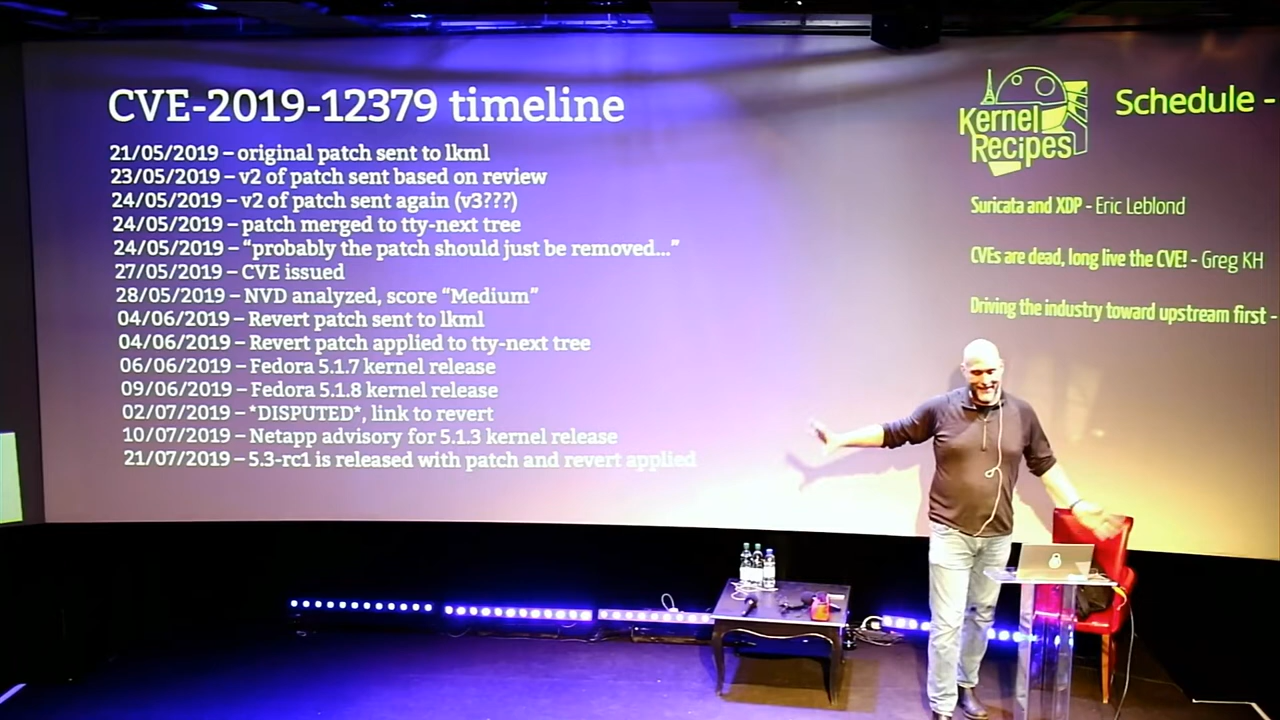 CVE-2019-12379 timeline
21/05/2019 – original patch sent to lkml
23/05/2019 – v2 of patch sent based on review
24/05/2019 – v2 of patch sent again (v3???)
24/05/2019 – patch merged to tty-next tree
24/05/2019 – “probably the patch should just be removed...”
27/05/2019 – CVE issued
28/05/2019 – NVD analyzed, score “Medium”
04/06/2019 – Revert patch sent to lkml
04/06/2019 – Revert patch applied to tty-next tree
06/06/2019 – Fedora 5.1.7 kernel release
09/06/2019 – Fedora 5.1.8 kernel release
02/07/2019 – *DISPUTED*, link to revert
10/07/2019 – Netapp advisory for 5.1.3 kernel release
21/07/2019 – 5.3-rc1 is released with patch and revert applied
Kernel
Recipes
Schedule -
Suricata and XDP - Eric Leblond
CVEs are dead, long live the CVE! - Greg KH
Driving the industry toward upstream first -